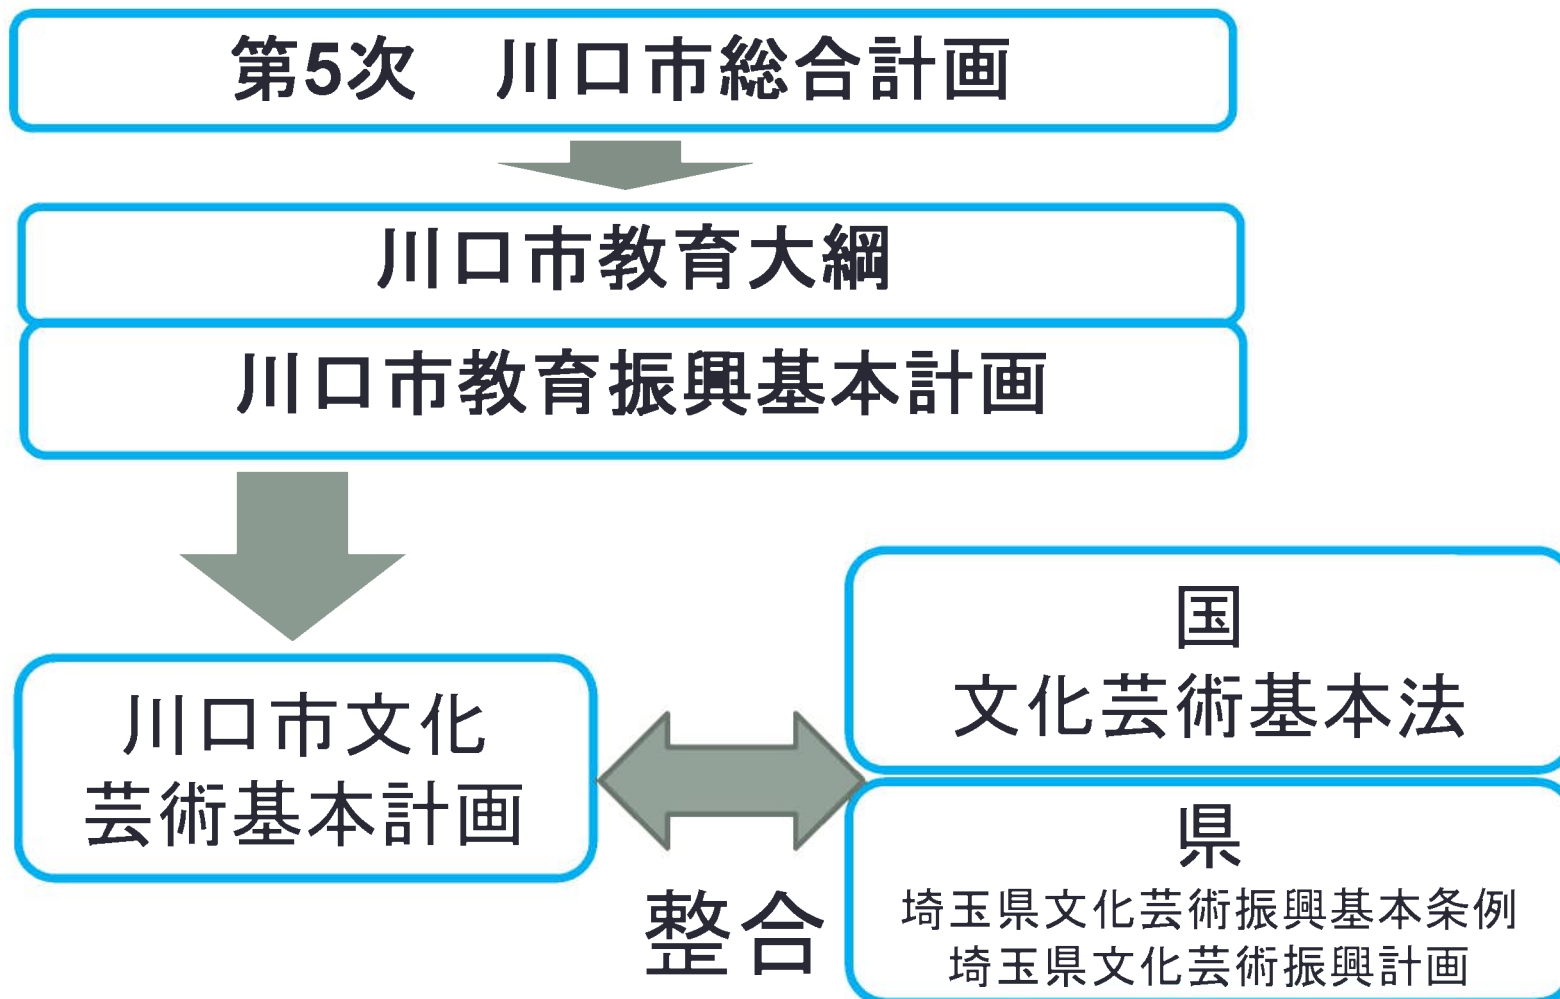 第5次　川口市総合計画
川口市教育大綱
川口市教育振興基本計画
川口市文化
芸術基本計画
整合
国
文化芸術基本法
県
埼玉県文化芸術振興基本条例
埼玉県文化芸術振興計画